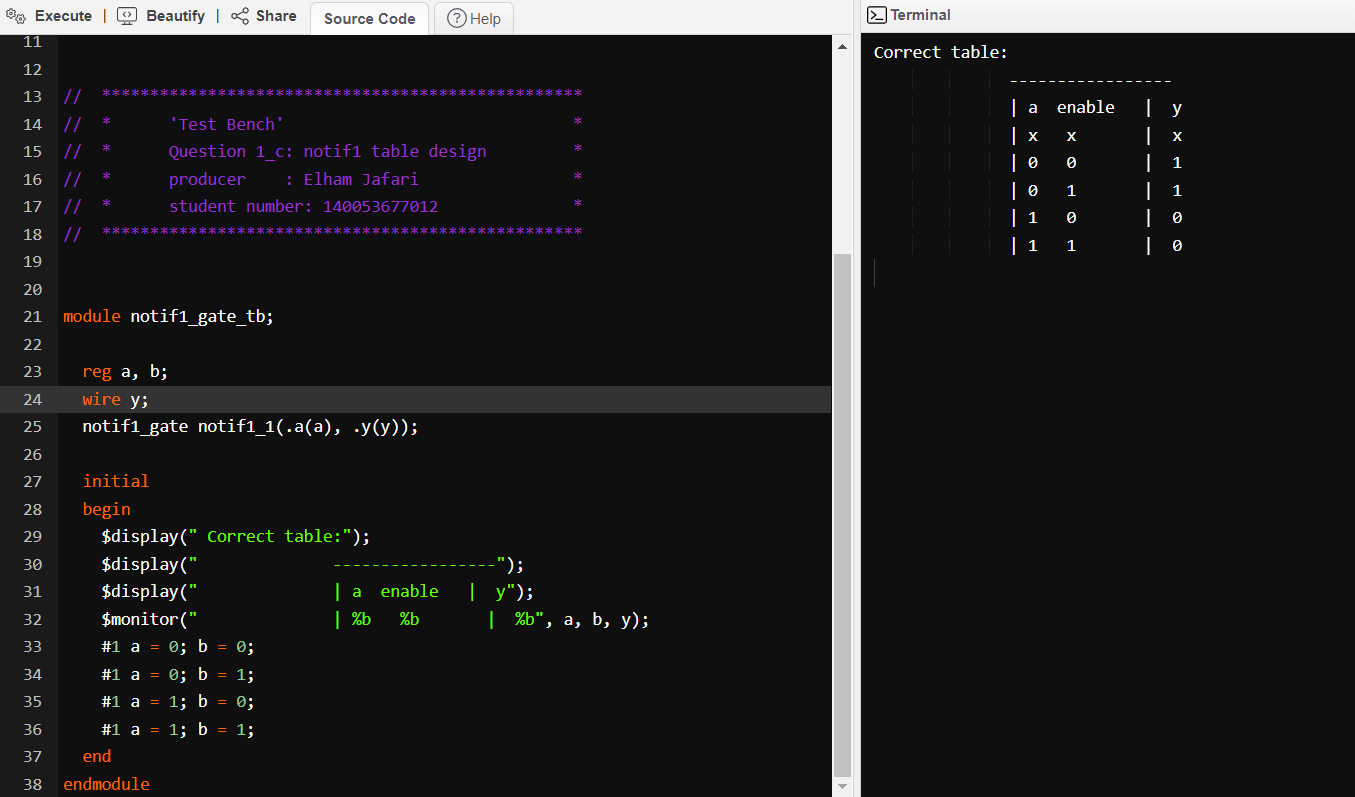 Execute | Beautify | Share Source Code Help
11
12
13 // **************************************************
14 // *      'Test Bench'                              *
15 // *      Question 1_c: notif1 table design         *
16 // *      producer    : Elham Jafari                *
17 // *      student number: 140053677012              *
18 // **************************************************
19
20
21 module notif1_gate_tb;
22
23   reg a, b;
24   wire y;
25   notif1_gate notif1_1(.a(a), .y(y));
26
27   initial
28   begin
29     $display(" Correct table:");
30     $display("              -----------------");
31     $display("              | a  enable   |  y");
32     $monitor("              | %b   %b       |  %b", a, b, y);
33     #1 a = 0; b = 0;
34     #1 a = 0; b = 1;
35     #1 a = 1; b = 0;
36     #1 a = 1; b = 1;
37   end
38 endmodule
Terminal
Correct table:
-----------------
| a  enable   |  y
| x   x       |  x
| 0   0       |  1
| 0   1       |  1
| 1   0       |  0
| 1   1       |  0